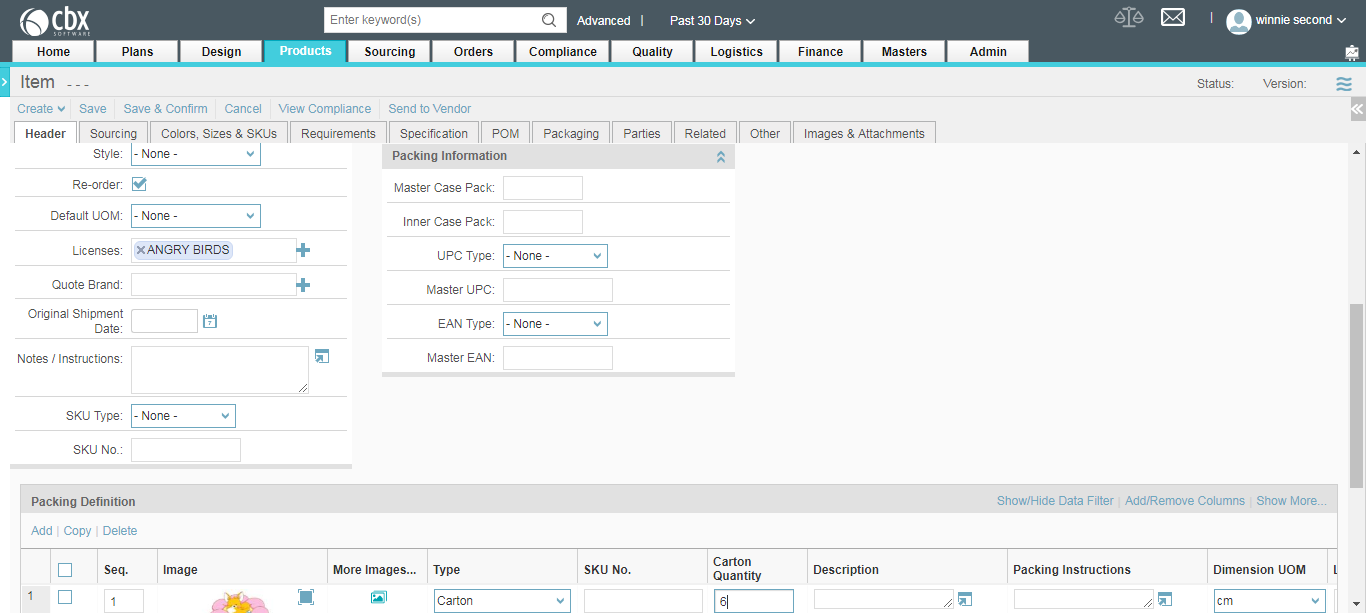 cbx
SOFTWARE
Enter keyword(s)
Advanced |
Past 30 Days
| winnie second
Home
Plans
Design
Products
Sourcing
Orders
Compliance
Quality
Logistics
Finance
Masters
Admin
Item - - -
Status:
Version:
Create
Save
Save & Confirm
Cancel
View Compliance
Send to Vendor
Header
Sourcing
Colors, Sizes & SKUs
Requirements
Specification
POM
Packaging
Parties
Related
Other
Images & Attachments
Style: - None -
Re-order:
Default UOM: - None -
Licenses: ANGRY BIRDS
Quote Brand:
Original Shipment
Date:
7
Notes / Instructions:
SKU Type: - None -
SKU No.:
Packing Information
Master Case Pack:
Inner Case Pack:
UPC Type: - None -
Master UPC:
EAN Type: - None -
Master EAN:
Packing Definition
Show/Hide Data Filter | Add/Remove Columns | Show More...
Add | Copy | Delete
Seq.
Image
More Images...
Type
SKU No.
Carton
Quantity
Description
Packing Instructions
Dimension UOM
L
1
1
Carton
6
cm